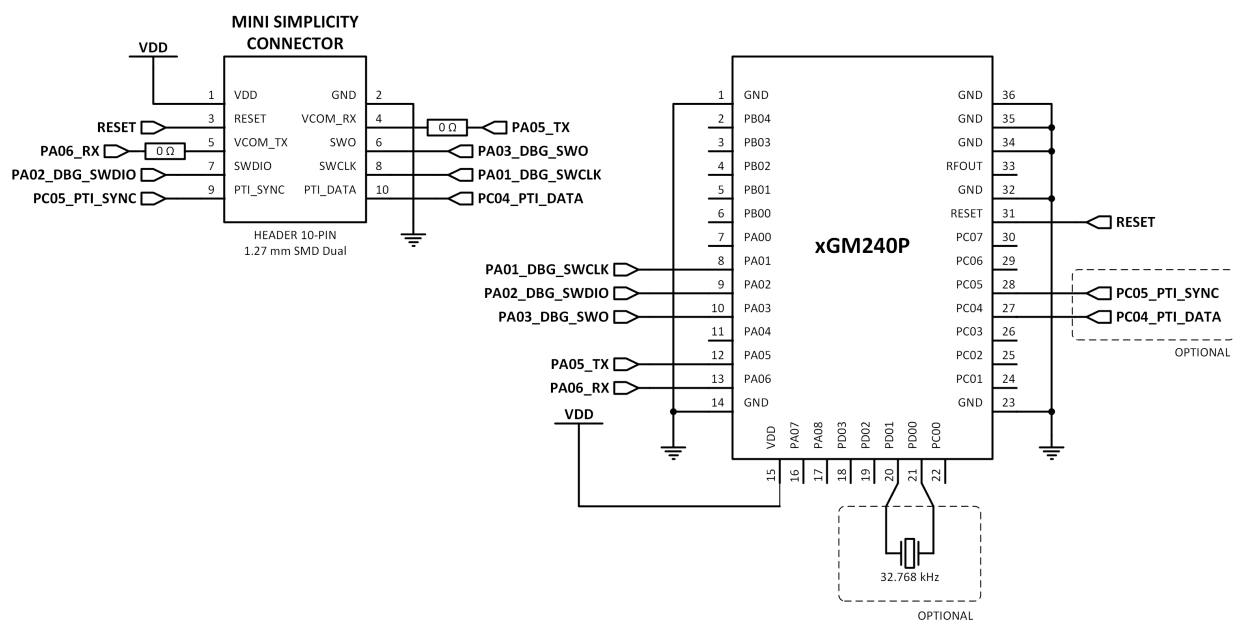 MINI SIMPLICITY
CONNECTOR
VDD
1 VDD GND 2
RESET 3 RESET VCOM_RX 4 0 Ω PA05_TX
PA06_RX 0 Ω 5 VCOM_TX SWO 6 PA03_DBG_SWO
PA02_DBG_SWDIO 7 SWDIO SWCLK 8 PA01_DBG_SWCLK
PC05_PTI_SYNC 9 PTI_SYNC PTI_DATA 10 PC04_PTI_DATA
HEADER 10-PIN
1.27 mm SMD Dual
1 GND GND 36
2 PB04 GND 35
3 PB03 GND 34
4 PB02 RFOUT 33
5 PB01 GND 32
6 PB00 RESET 31 RESET
7 PA00 PC07 30
xGM240P
PA01_DBG_SWCLK 8 PA01 PC06 29
PA02_DBG_SWDIO 9 PA02 PC05 28 PC05_PTI_SYNC
PA03_DBG_SWO 10 PA03 PC04 27 PC04_PTI_DATA
11 PA04 PC03 26
OPTIONAL
PA05_TX 12 PA05 PC02 25
PA06_RX 13 PA06 PC01 24
14 GND GND 23
VDD
VDD PA07 PA08 PD03 PD02 PD01 PD00 PC00
15 16 17 18 19 20 21 22
32.768 kHz
OPTIONAL